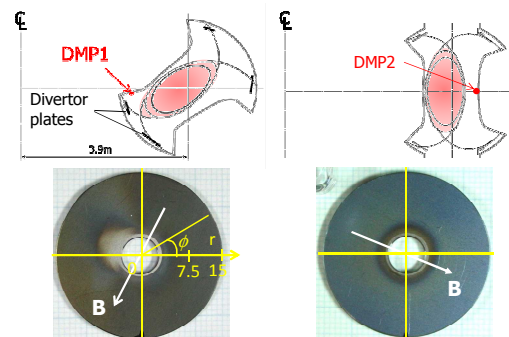 ℄
℄
DMP1
DMP2
Divertor
plates
3.9m
ϕ
r
0
7.5
15
B
B